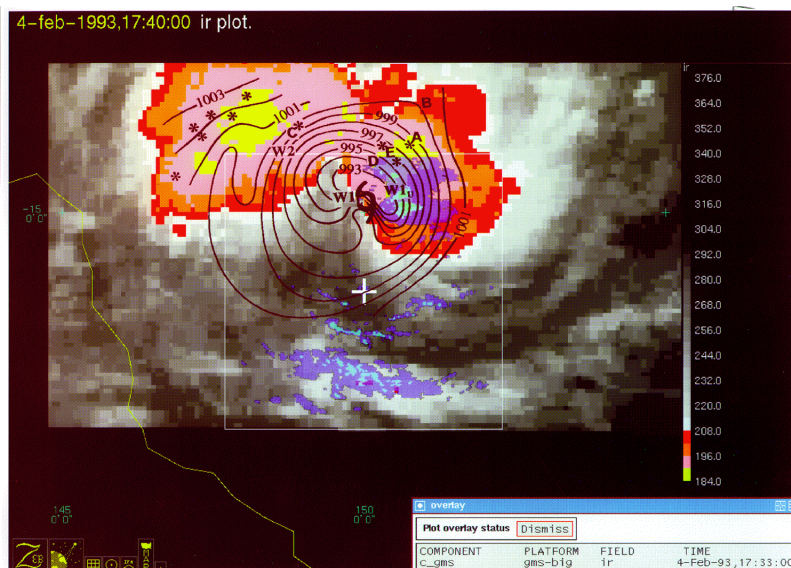 4-feb-1993,17:40:00 ir plot.
ir
376.0
364.0
352.0
340.0
328.0
316.0
304.0
292.0
280.0
268.0
256.0
244.0
232.0
220.0
208.0
196.0
184.0
1003
1001
999
997
995
993
1001
B
A
C
E
D
W2
W1
W1U
-15
0'0"
145
0'0"
150
0'0"
overlay
Plot overlay status Dismiss
COMPONENT PLATFORM FIELD TIME
c_gms gms-big ir 4-Feb-93,17:33:00